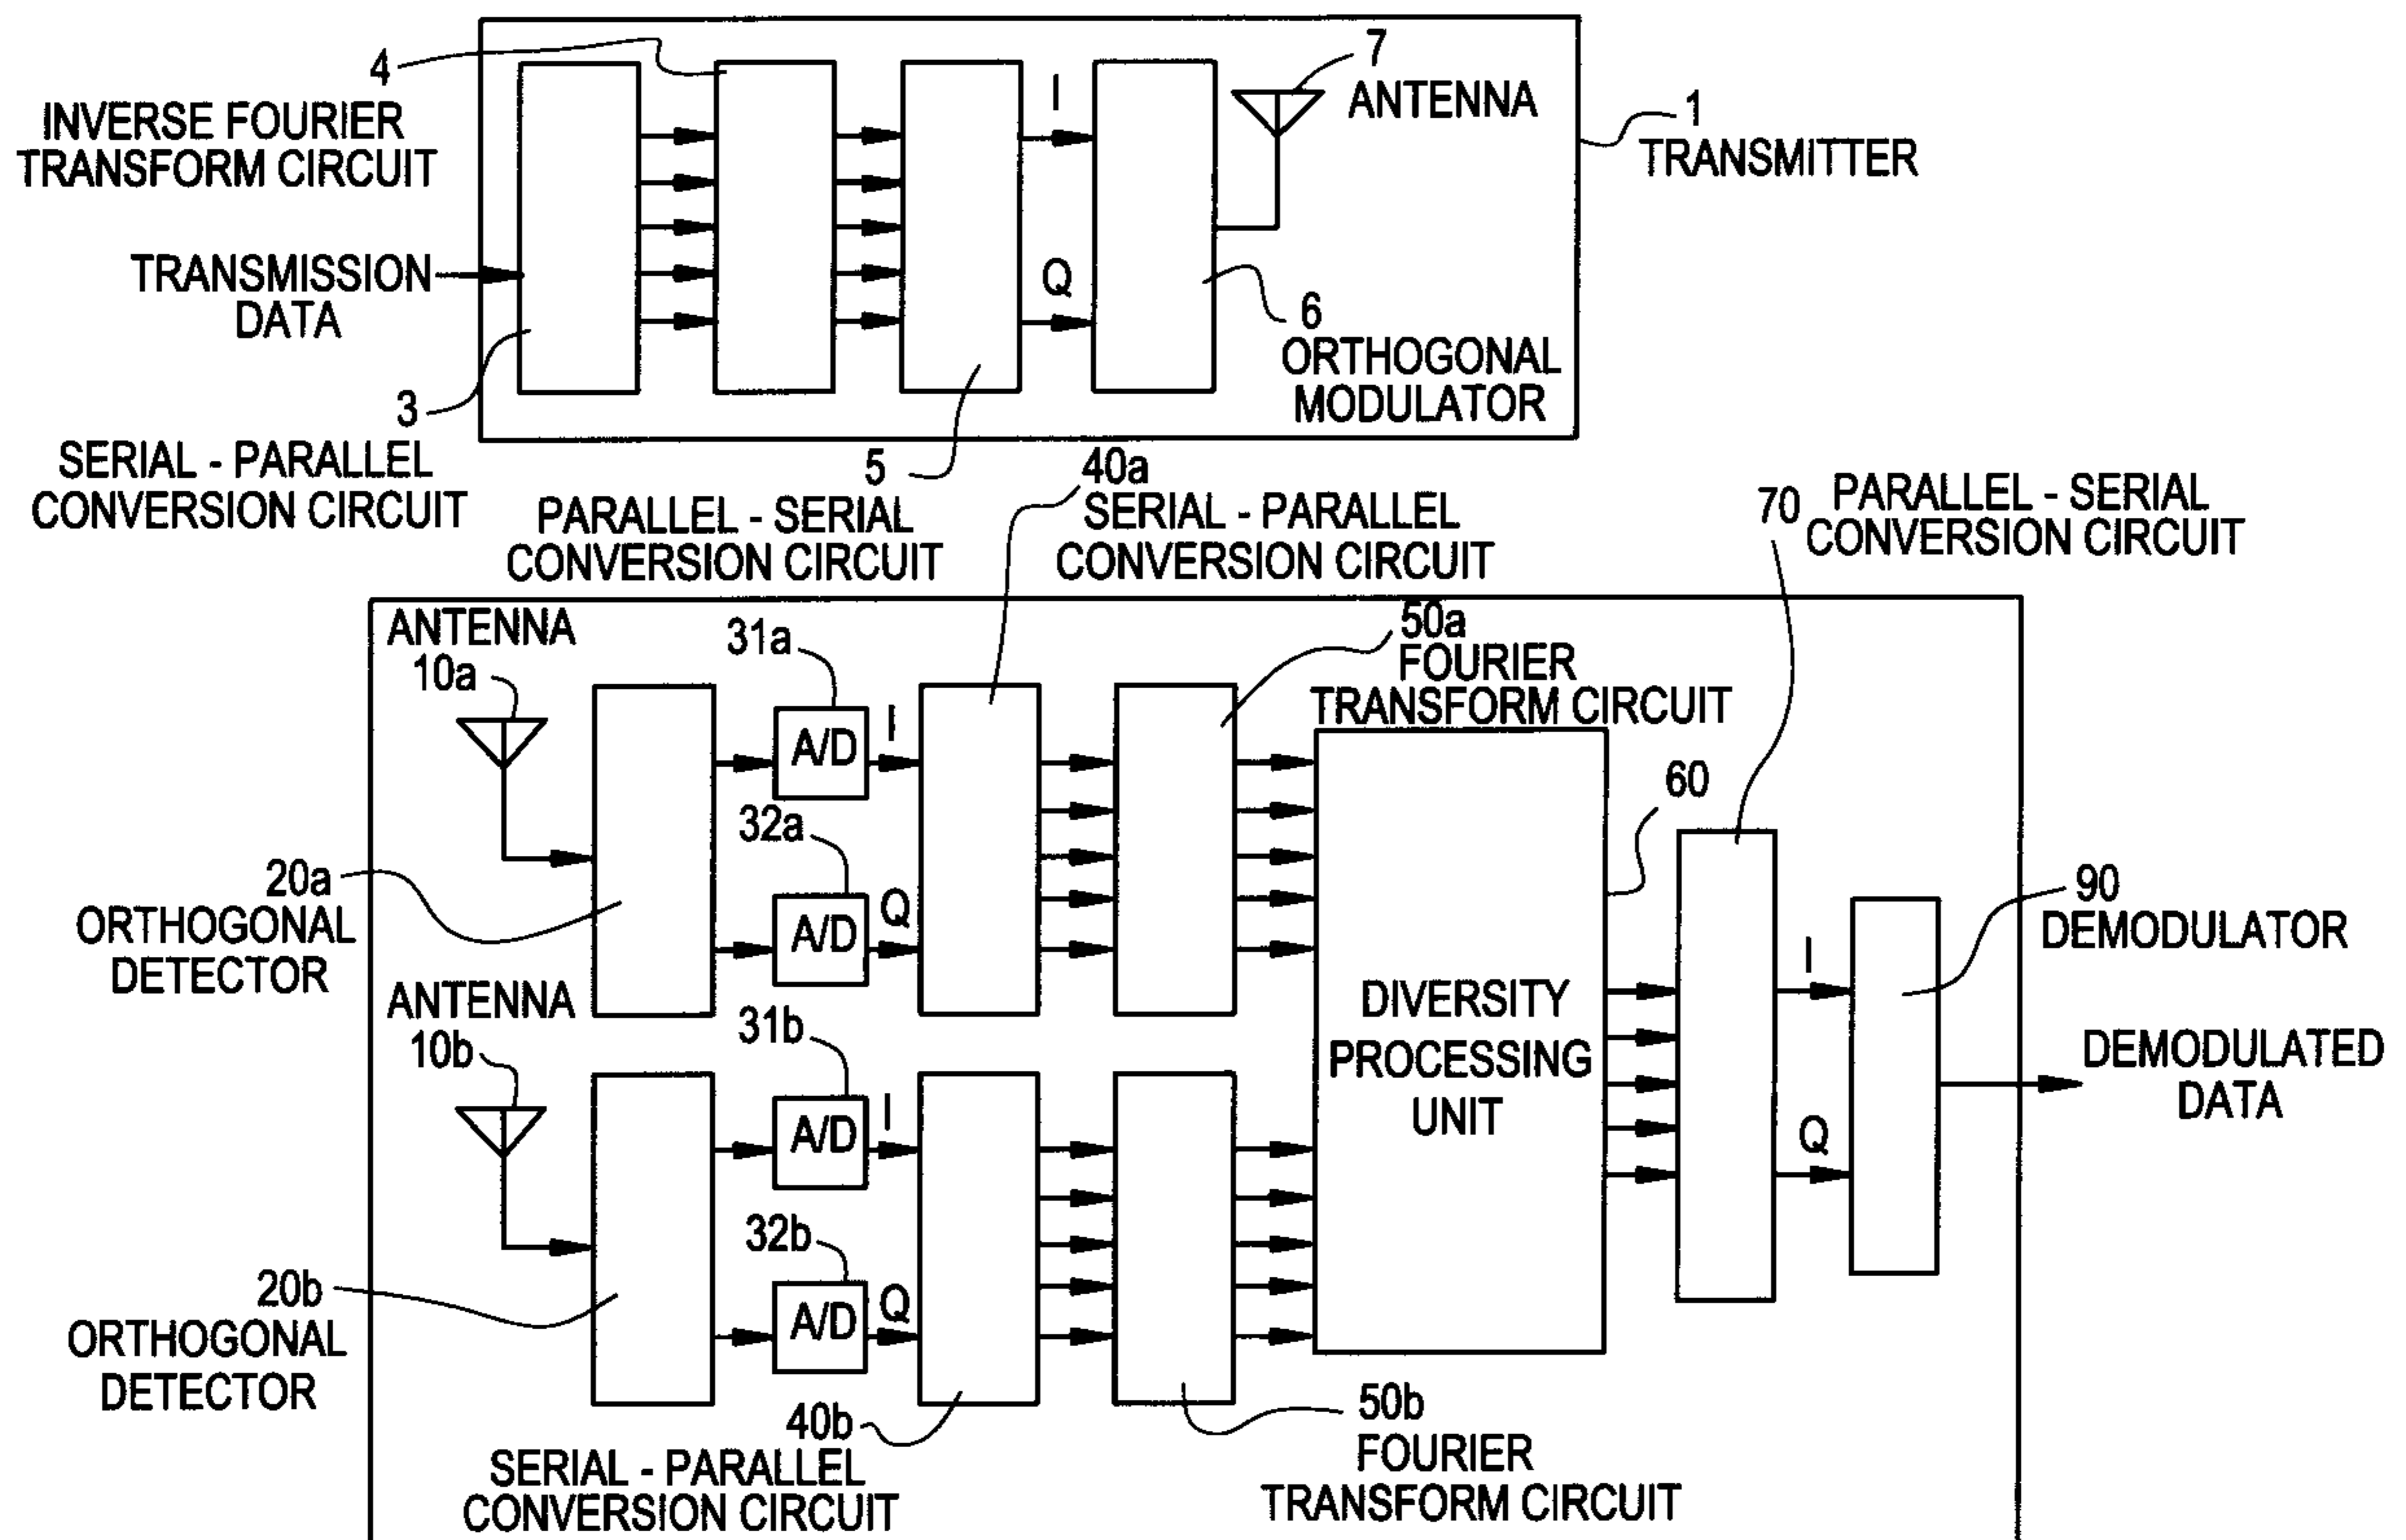 4
INVERSE FOURIER
TRANSFORM CIRCUIT
TRANSMISSION
DATA
3
SERIAL - PARALLEL
CONVERSION CIRCUIT
I
Q
7
ANTENNA
1
TRANSMITTER
6
ORTHOGONAL
MODULATOR
5
PARALLEL - SERIAL
CONVERSION CIRCUIT
40a
SERIAL - PARALLEL
CONVERSION CIRCUIT
70
PARALLEL - SERIAL
CONVERSION CIRCUIT
ANTENNA
10a
31a
A/D
I
32a
A/D
Q
50a
FOURIER
TRANSFORM CIRCUIT
20a
ORTHOGONAL
DETECTOR
ANTENNA
10b
31b
A/D
I
32b
A/D
Q
20b
ORTHOGONAL
DETECTOR
40b
SERIAL - PARALLEL
CONVERSION CIRCUIT
50b
FOURIER
TRANSFORM CIRCUIT
DIVERSITY
PROCESSING
UNIT
60
I
Q
90
DEMODULATOR
DEMODULATED
DATA